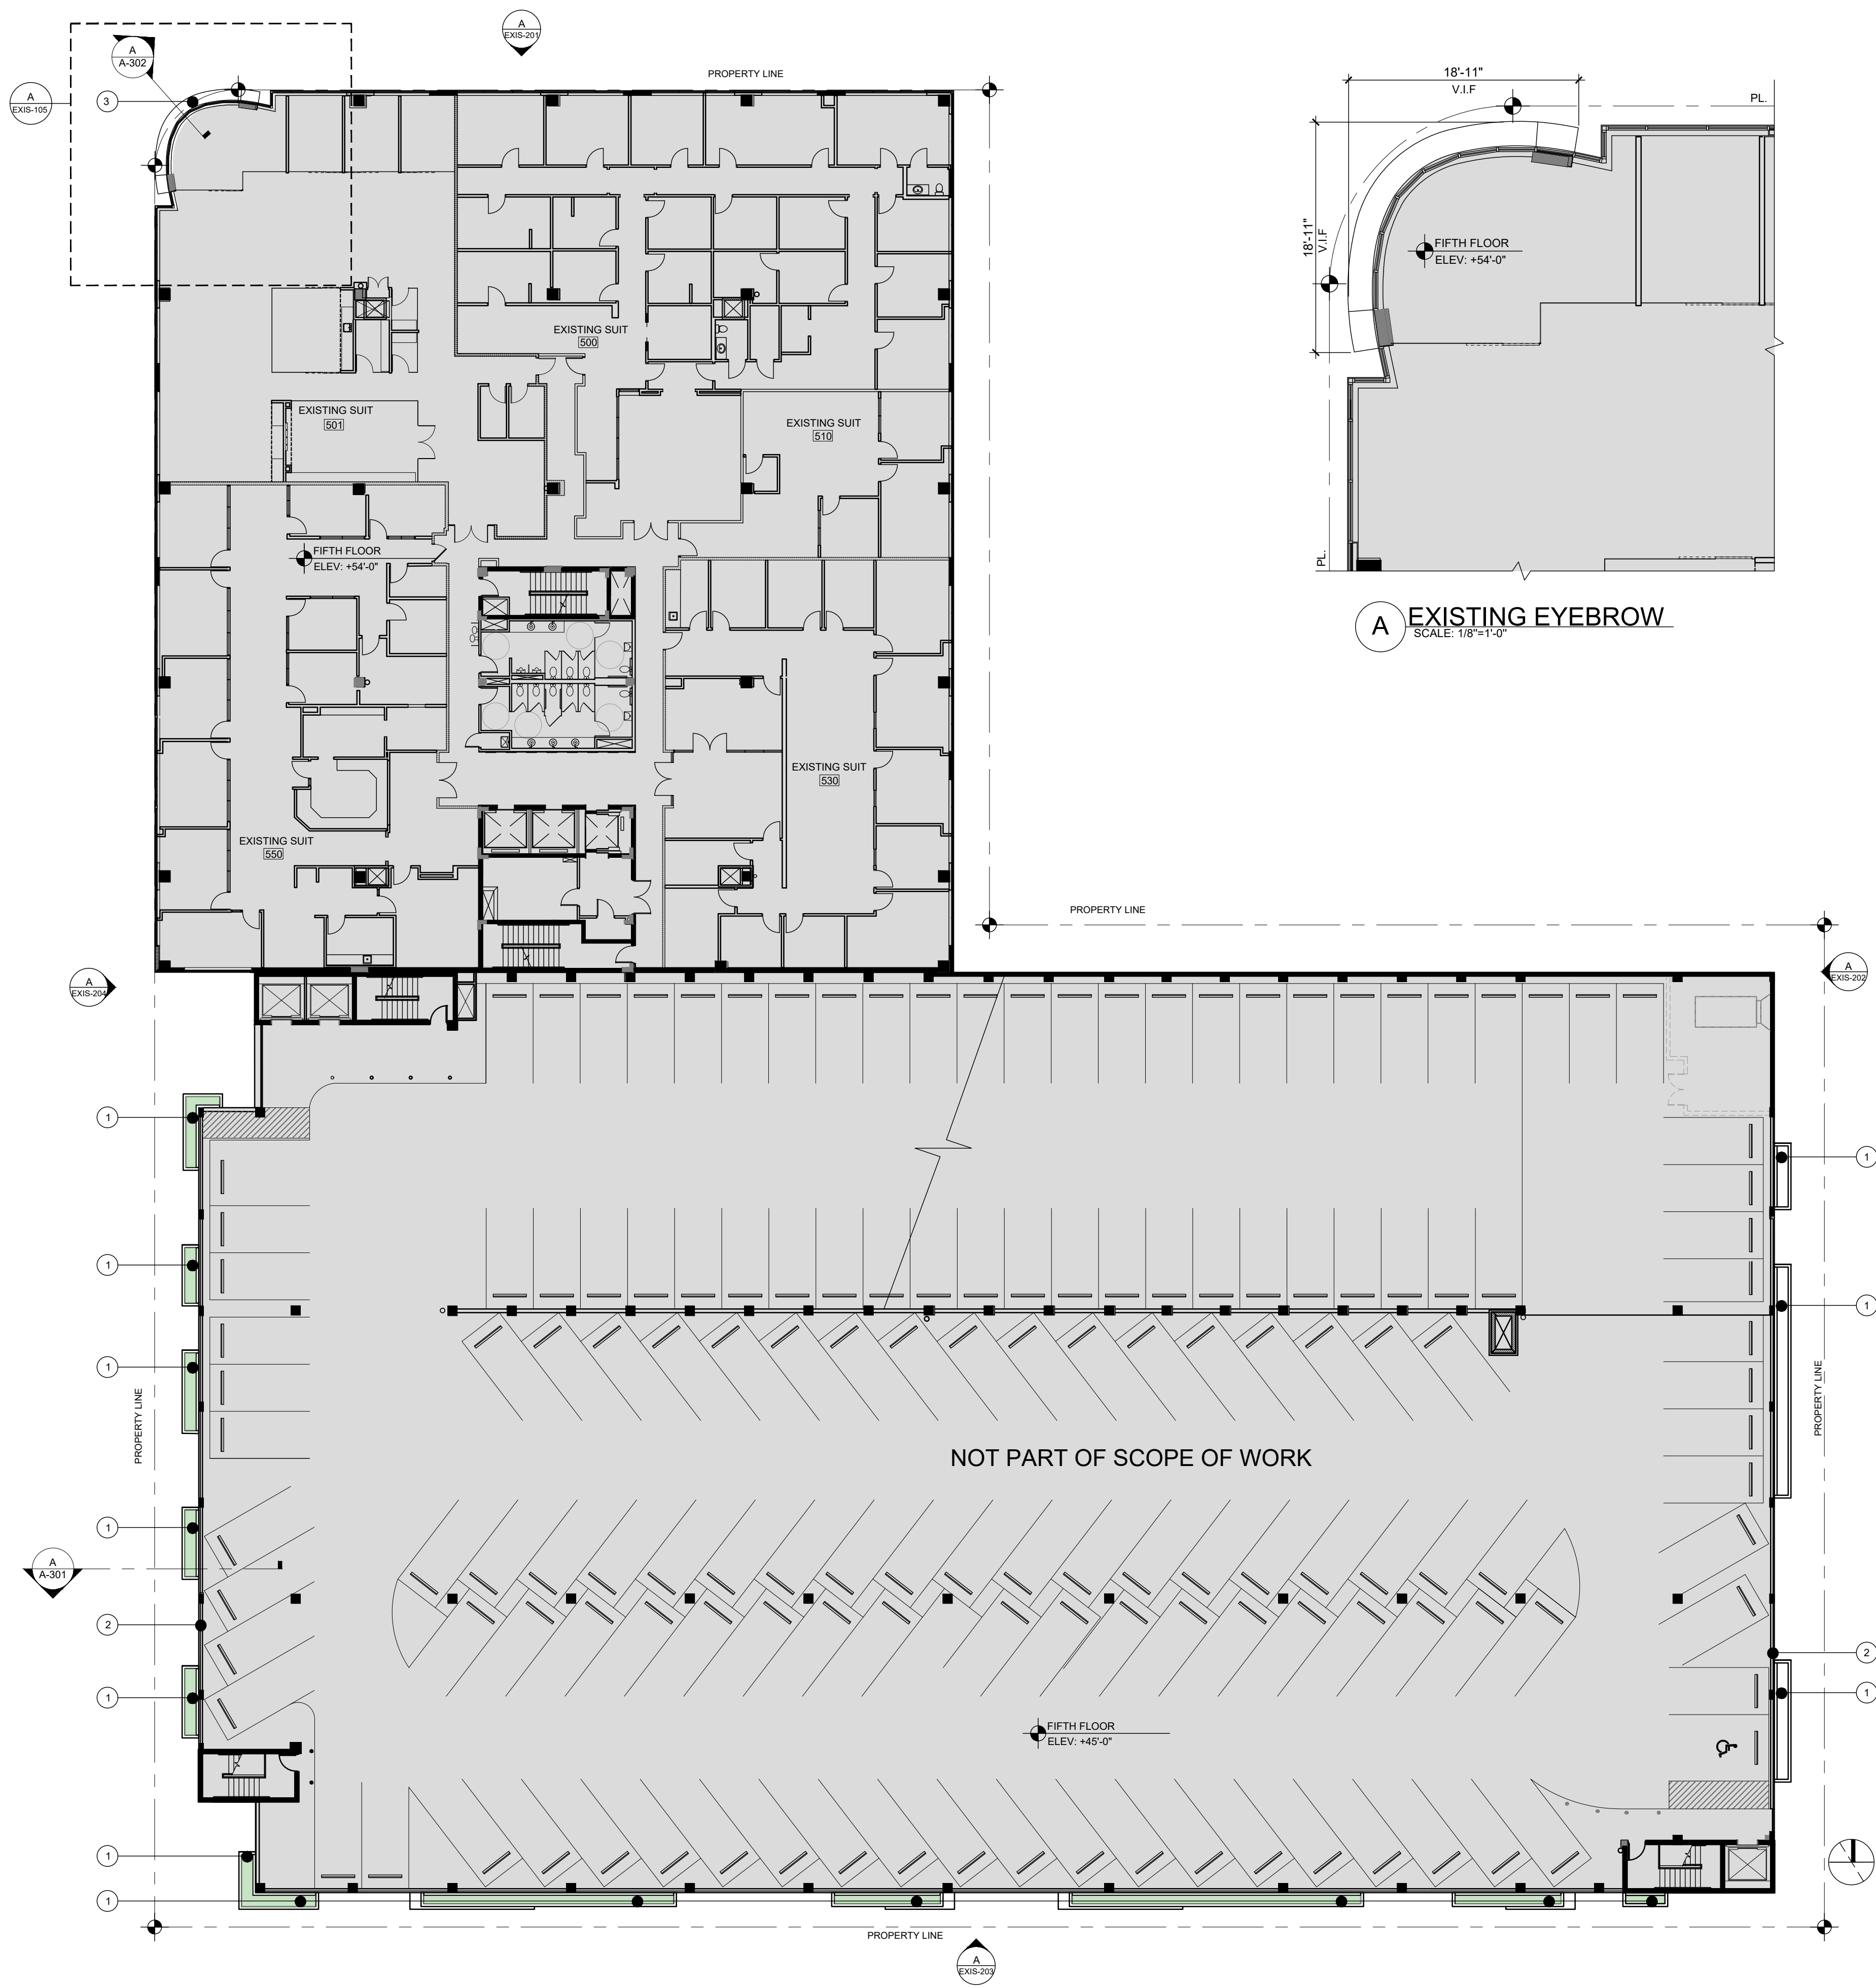 A
EXIS-201
A
A-302
A
EXIS-105
3
PROPERTY LINE
18'-11"
V.I.F
PL.
18'-11"
V.I.F
FIFTH FLOOR
ELEV: +54'-0"
PL.
A
EXISTING EYEBROW
SCALE: 1/8"=1'-0"
EXISTING SUIT
500
EXISTING SUIT
501
EXISTING SUIT
510
FIFTH FLOOR
ELEV: +54'-0"
EXISTING SUIT
530
EXISTING SUIT
550
PROPERTY LINE
A
EXIS-204
A
EXIS-202
1
1
1
1
1
PROPERTY LINE
PROPERTY LINE
NOT PART OF SCOPE OF WORK
1
A
A-301
2
2
1
1
FIFTH FLOOR
ELEV: +45'-0"
1
1
PROPERTY LINE
A
EXIS-203